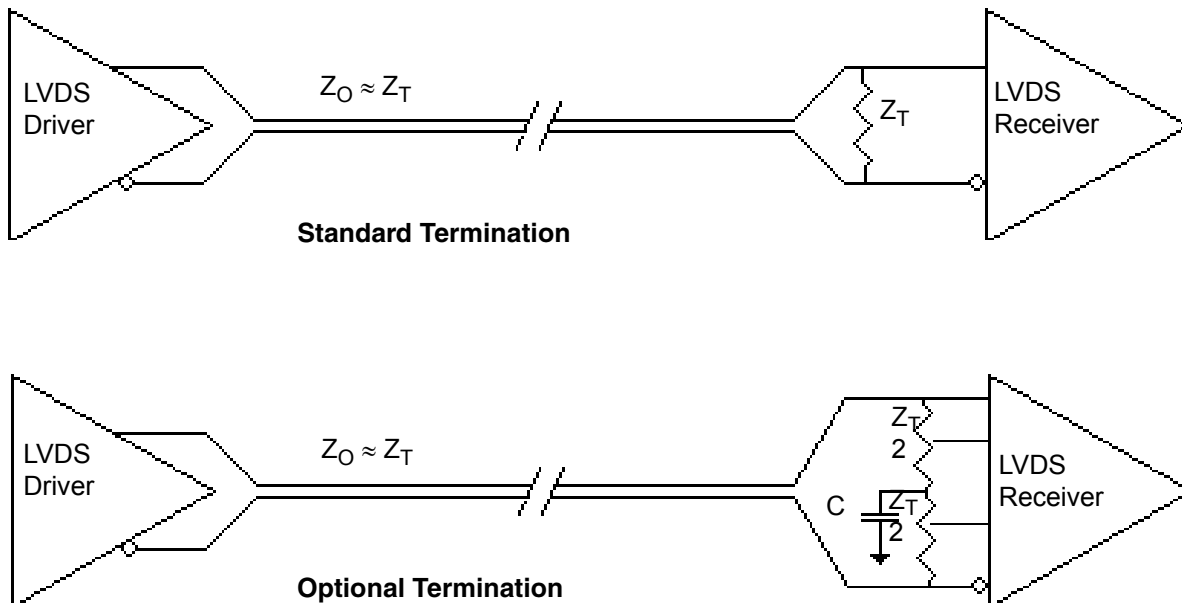 LVDS
Driver
Z_O ≈ Z_T
Z_T
LVDS
Receiver
Standard Termination
LVDS
Driver
Z_O ≈ Z_T
Z_T
2
C
Z_T
2
LVDS
Receiver
Optional Termination